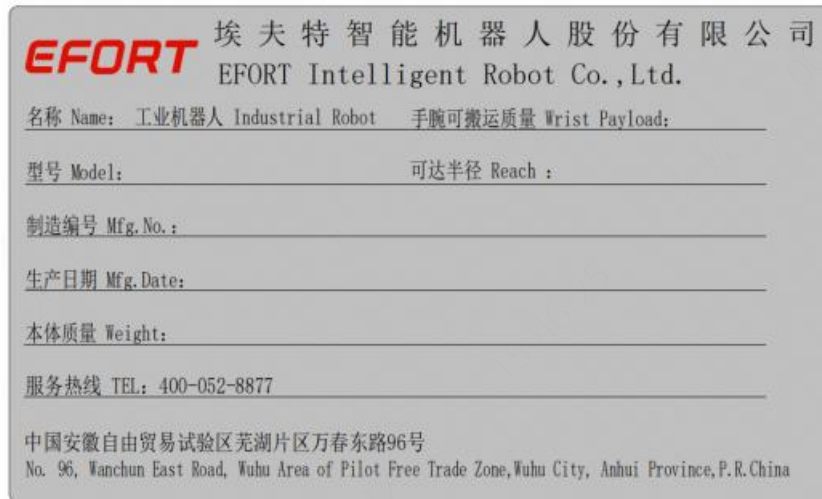 EFORT 埃夫特智能机器人股份有限公司
EFORT Intelligent Robot Co.,Ltd.
名称 Name: 工业机器人 Industrial Robot 手腕可搬运质量 Wrist Payload:
型号 Model: 可达半径 Reach :
制造编号 Mfg.No.:
生产日期 Mfg.Date:
本体质量 Weight:
服务热线 TEL: 400-052-8877
中国安徽自由贸易试验区芜湖片区万春东路96号
No. 96, Wanchun East Road, Wuhu Area of Pilot Free Trade Zone,Wuhu City, Anhui Province,P.R.China